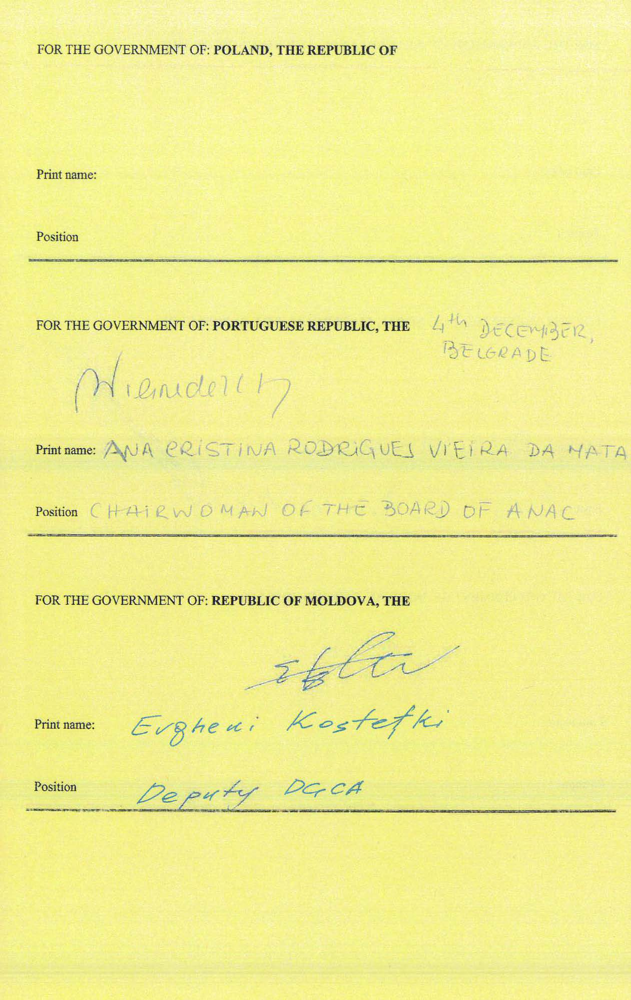 FOR THE GOVERNMENT OF: POLAND, THE REPUBLIC OF
Print name:
Position
FOR THE GOVERNMENT OF: PORTUGUESE REPUBLIC, THE 4th DECEMBER,
BELGRADE
Print name: ANA CRISTINA RODRIGUES VIEIRA DA MATA
Position CHAIRWOMAN OF THE BOARD OF ANAC
FOR THE GOVERNMENT OF: REPUBLIC OF MOLDOVA, THE
Print name: Evgheni Kostețki
Position Deputy DGCA